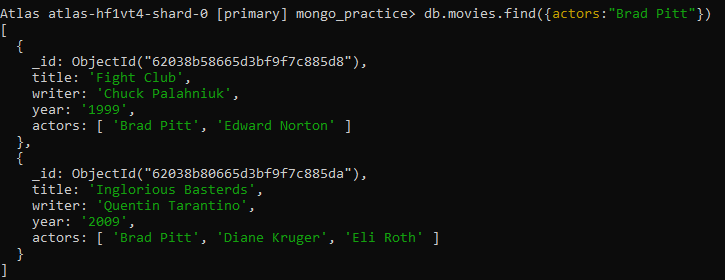 Atlas atlas-hf1vt4-shard-0 [primary] mongo_practice> db.movies.find({actors:"Brad Pitt"})
[
  {
    _id: ObjectId("62038b58665d3bf9f7c885d8"),
    title: 'Fight Club',
    writer: 'Chuck Palahniuk',
    year: '1999',
    actors: [ 'Brad Pitt', 'Edward Norton' ]
  },
  {
    _id: ObjectId("62038b80665d3bf9f7c885da"),
    title: 'Inglorious Basterds',
    writer: 'Quentin Tarantino',
    year: '2009',
    actors: [ 'Brad Pitt', 'Diane Kruger', 'Eli Roth' ]
  }
]